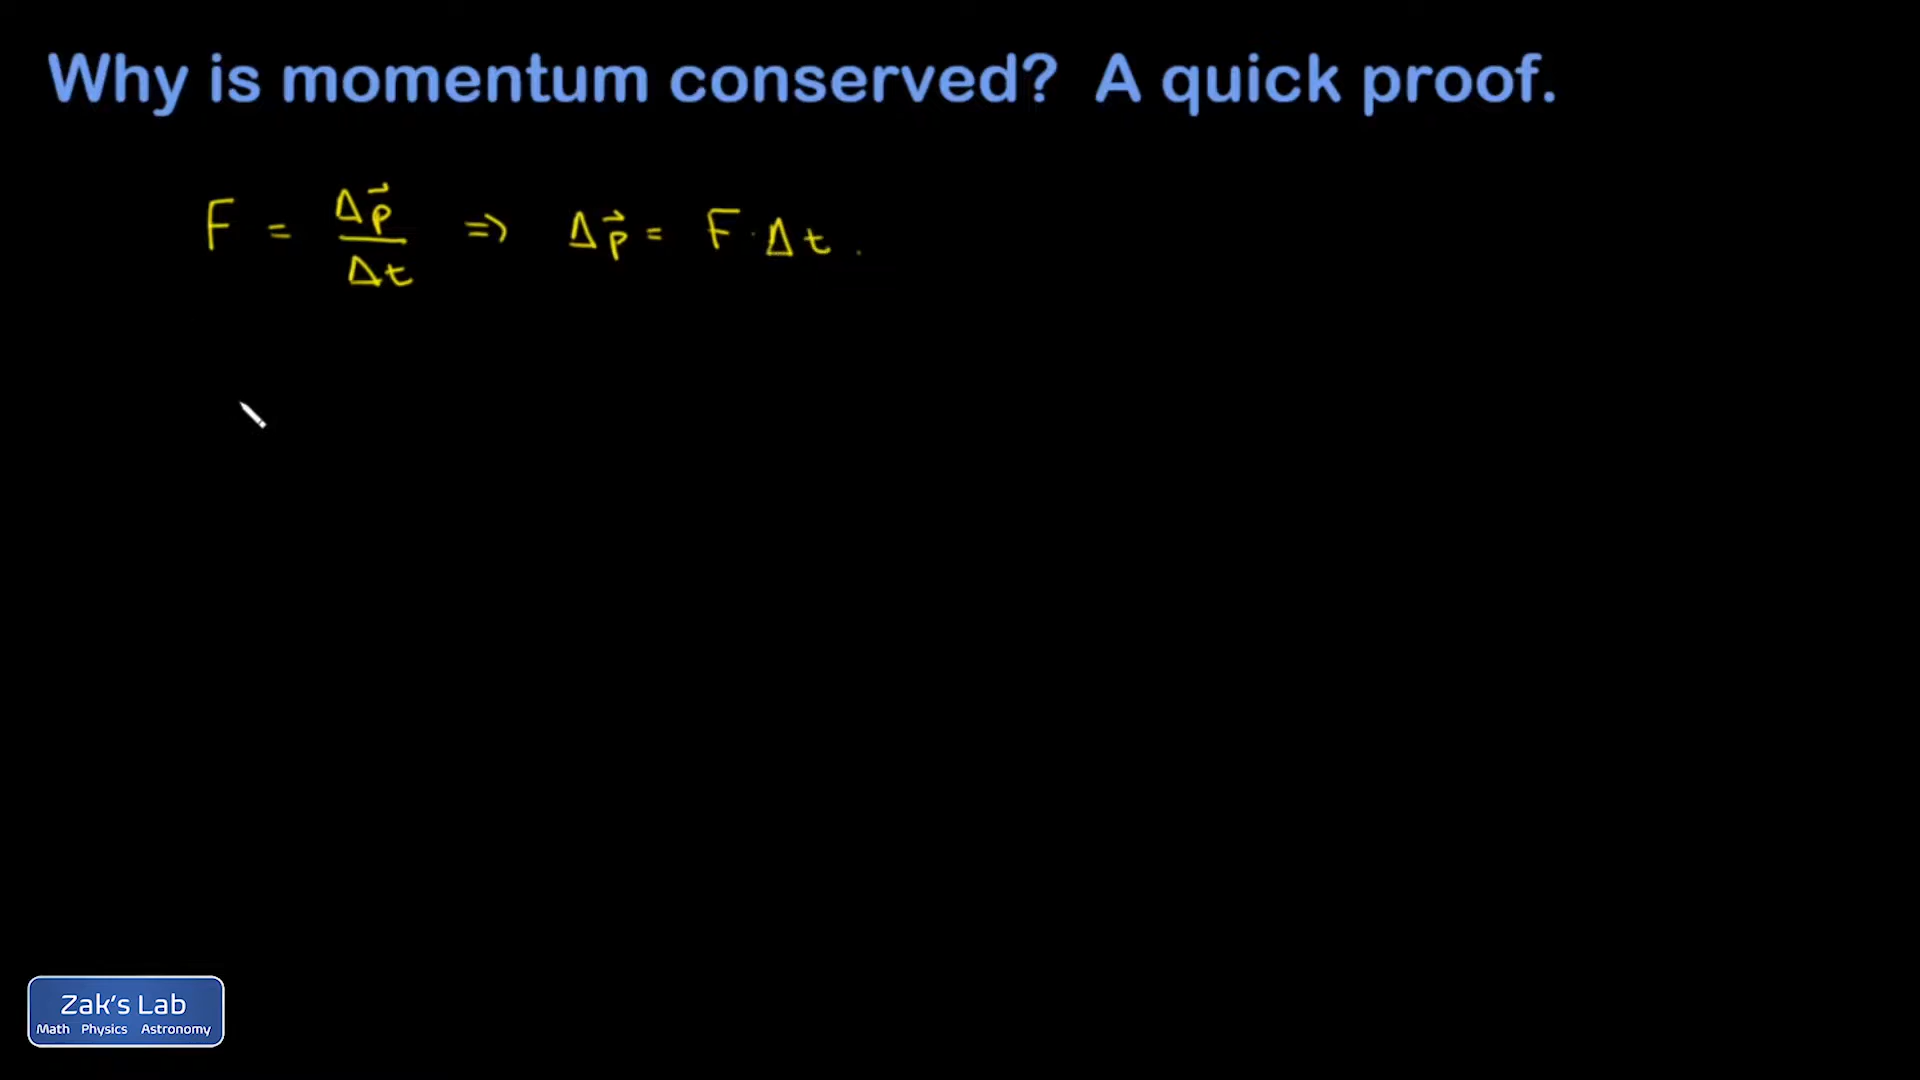 Why is momentum conserved? A quick proof.
F = Δp⃗/Δt => Δp⃗ = F · Δt .
Zak's Lab
Math Physics Astronomy